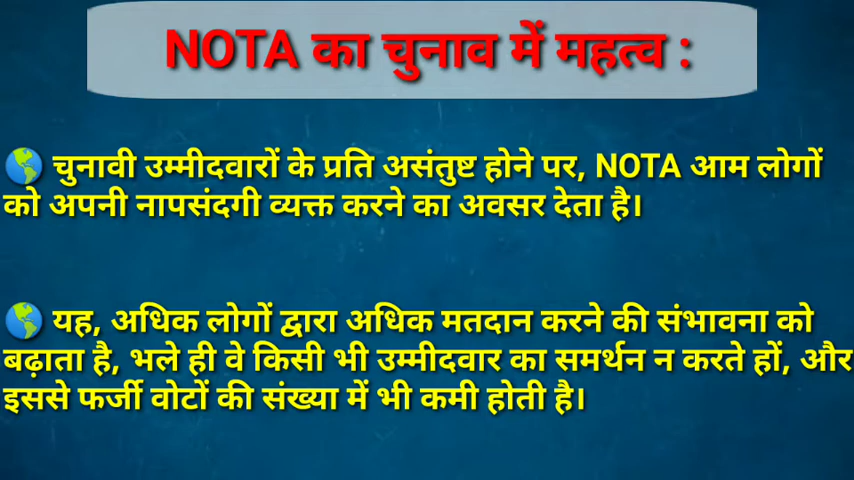 NOTA का चुनाव में महत्व :
🌎 चुनावी उम्मीदवारों के प्रति असंतुष्ट होने पर, NOTA आम लोगों
को अपनी नापसंदगी व्यक्त करने का अवसर देता है।
🌎 यह, अधिक लोगों द्वारा अधिक मतदान करने की संभावना को
बढ़ाता है, भले ही वे किसी भी उम्मीदवार का समर्थन न करते हों, और
इससे फर्जी वोटों की संख्या में भी कमी होती है।